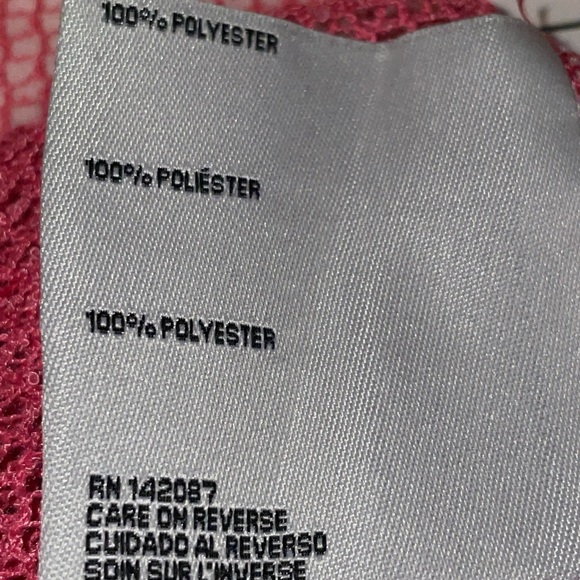 100% POLYESTER
100% POLIÉSTER
100% POLYESTER
RN 142087
CARE ON REVERSE
CUIDADO AL REVERSO
SOIN SUR L'INVERSE